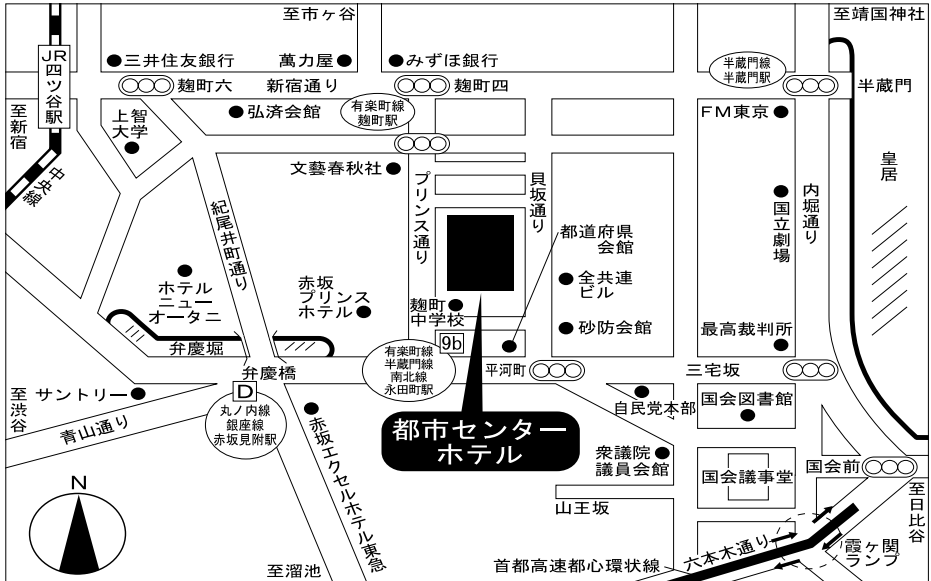 至市ヶ谷
至靖国神社
JR
四ツ谷駅
三井住友銀行
萬力屋
みずほ銀行
半蔵門線
半蔵門駅
麹町六
新宿通り
麹町四
半蔵門
至新宿
上智
大学
弘済会館
有楽町線
麹町駅
FM東京
中央線
文藝春秋社
プリンス通り
貝坂通り
国立劇場
内堀通り
皇居
紀尾井町通り
都道府県
会館
ホテル
ニュー
オータニ
赤坂
プリンス
ホテル
全共連
ビル
麹町
中学校
砂防会館
最高裁判所
弁慶堀
9b
有楽町線
半蔵門線
南北線
永田町駅
平河町
三宅坂
弁慶橋
至渋谷
サントリー
D
丸ノ内線
銀座線
赤坂見附駅
青山通り
赤坂エクセルホテル東急
都市センター
ホテル
自民党本部
国会図書館
衆議院
議員会館
国会議事堂
国会前
山王坂
至日比谷
N
至溜池
首都高速都心環状線
六本木通り
霞ヶ関
ランプ